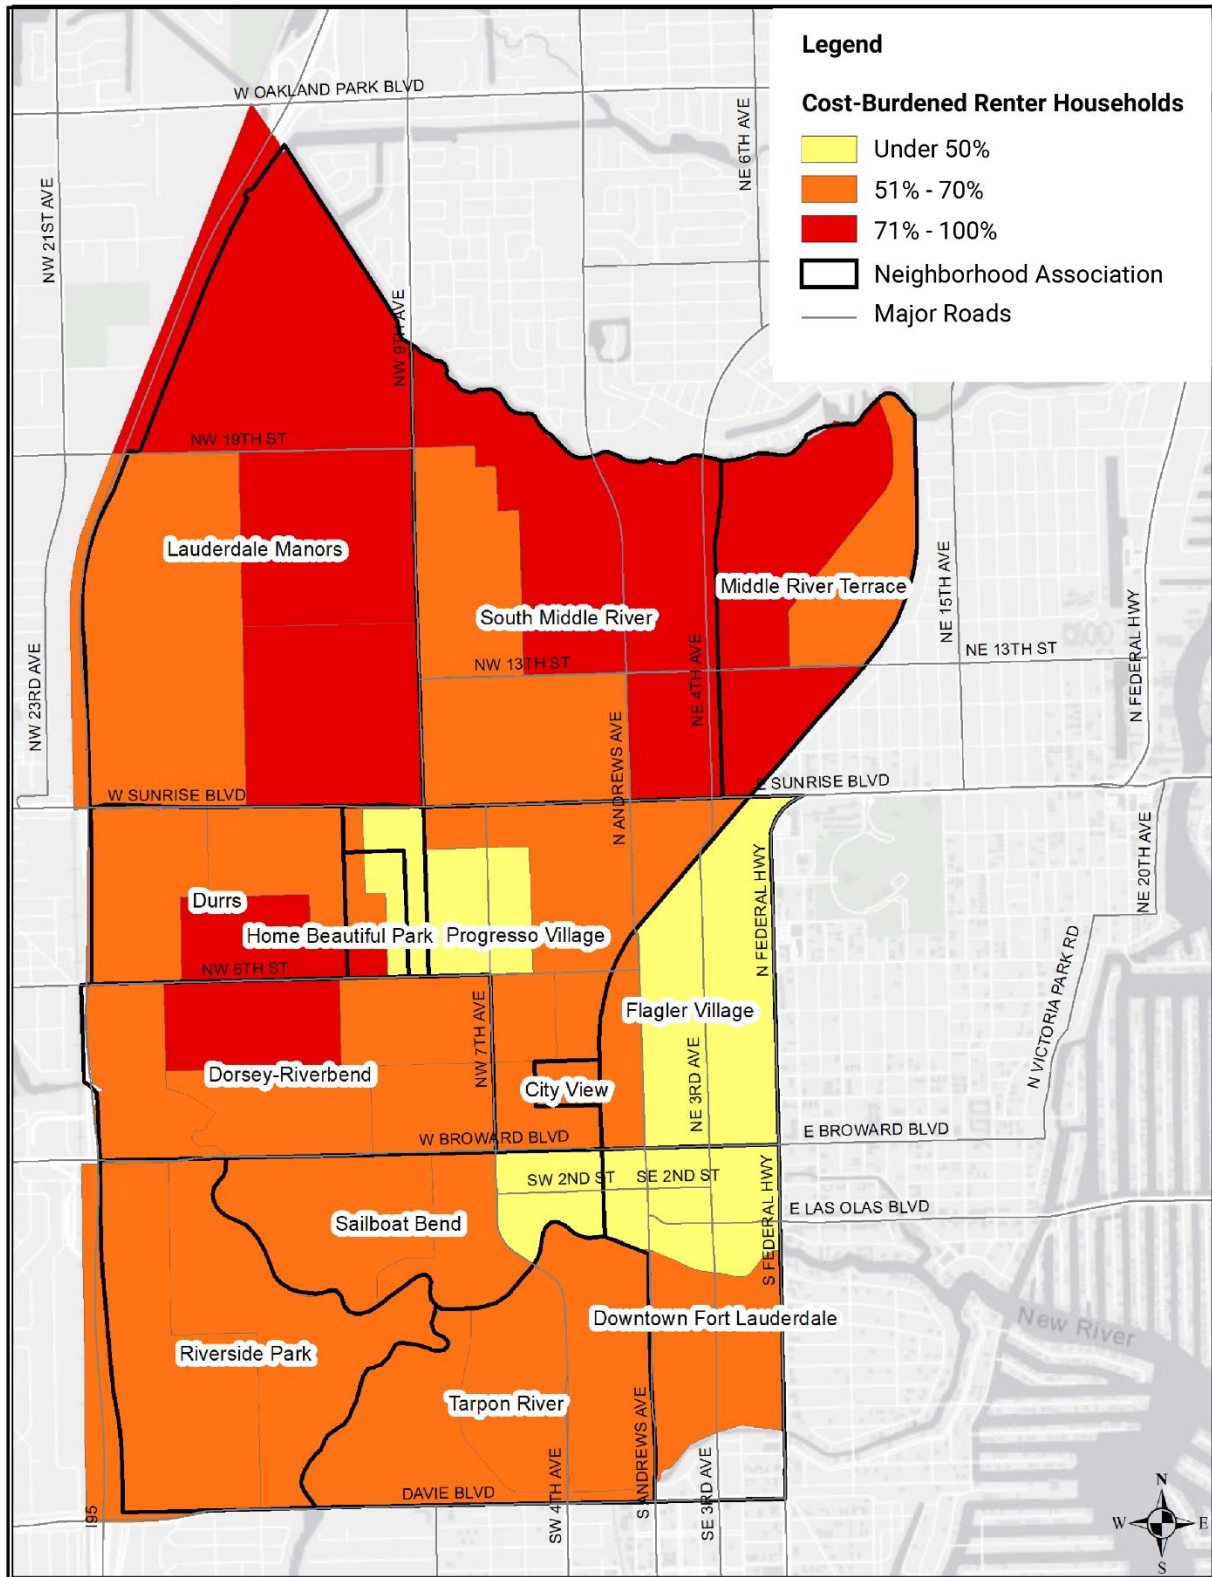 Legend
Cost-Burdened Renter Households
Under 50%
51% - 70%
71% - 100%
Neighborhood Association
Major Roads
W OAKLAND PARK BLVD
NE 6TH AVE
NW 21ST AVE
NW 9TH AVE
NW 19TH ST
Lauderdale Manors
South Middle River
Middle River Terrace
NE 15TH AVE
NW 23RD AVE
NW 13TH ST
NE 4TH AVE
NE 13TH ST
N FEDERAL HWY
N ANDREWS AVE
W SUNRISE BLVD
E SUNRISE BLVD
NE 20TH AVE
Durrs
Home Beautiful Park
Progresso Village
N FEDERAL HWY
NW 6TH ST
Flagler Village
N VICTORIA PARK RD
NW 7TH AVE
NE 3RD AVE
Dorsey-Riverbend
City View
W BROWARD BLVD
E BROWARD BLVD
SW 2ND ST
SE 2ND ST
S FEDERAL HWY
E LAS OLAS BLVD
Sailboat Bend
Downtown Fort Lauderdale
New River
Riverside Park
Tarpon River
SW 4TH AVE
S ANDREWS AVE
SE 3RD AVE
DAVIE BLVD
I95
N
W
E
S